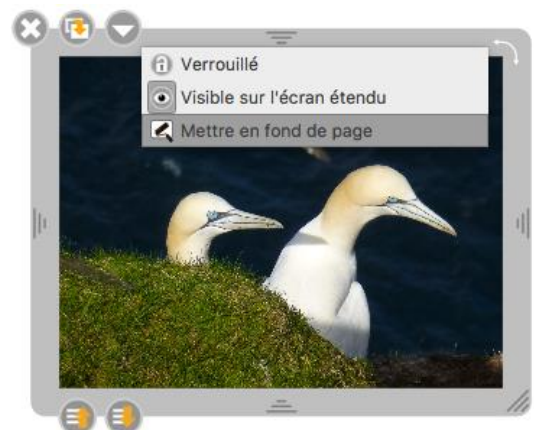 Verrouillé
Visible sur l'écran étendu
Mettre en fond de page